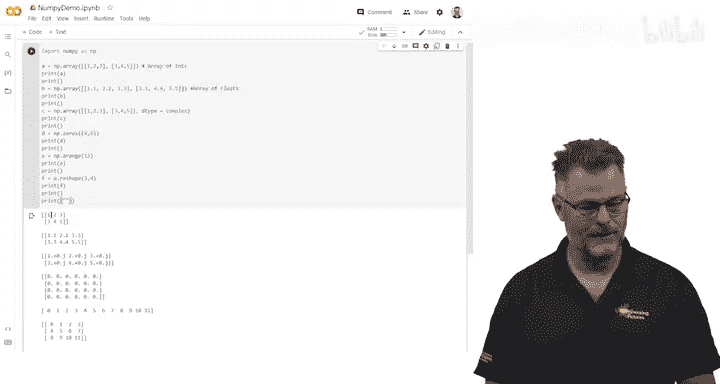 NumpyDemo.ipynb
File Edit View Insert Runtime Tools Help
Comment
Share
+ Code + Text
RAM
Disk
Editing
import numpy as np
a = np.array([[1,2,3], [3,4,5]]) # Array of Ints
print(a)
print()
b = np.array([[1.1, 2.2, 3.3], [3.3, 4.4, 5.5]]) #Array of Floats
print(b)
print()
c = np.array([[1,2,3], [3,4,5]], dtype = complex)
print(c)
print()
d = np.zeros((4,6))
print(d)
print()
e = np.arange(12)
print(e)
print()
f = e.reshape(3,4)
print(f)
print()
print("")
[[1 2 3]
[3 4 5]]
[[1.1 2.2 3.3]
[3.3 4.4 5.5]]
[[1.+0.j 2.+0.j 3.+0.j]
[3.+0.j 4.+0.j 5.+0.j]]
[[0. 0. 0. 0. 0. 0.]
[0. 0. 0. 0. 0. 0.]
[0. 0. 0. 0. 0. 0.]
[0. 0. 0. 0. 0. 0.]]
[ 0 1 2 3 4 5 6 7 8 9 10 11]
[[ 0 1 2 3]
[ 4 5 6 7]
[ 8 9 10 11]]
bilibili